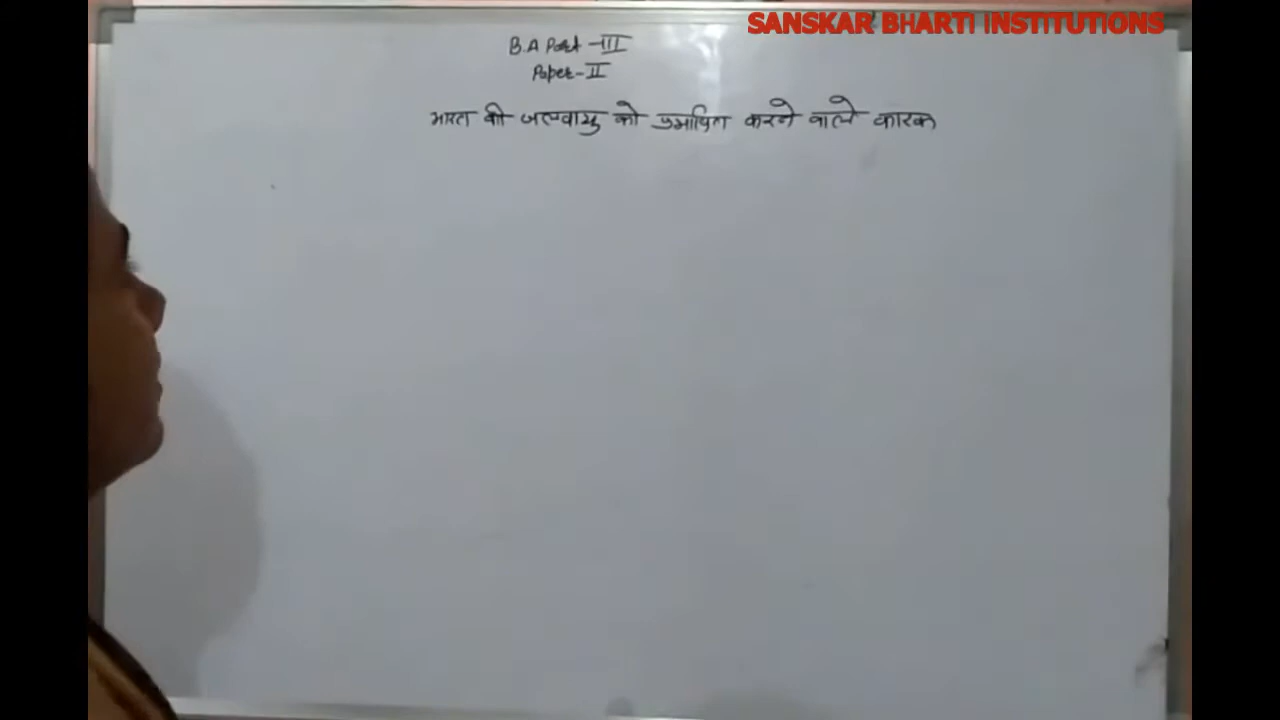 SANSKAR BHARTI INSTITUTIONS
B.A Part-III
Paper-II
भारत की जलवायु को प्रभावित करने वाले कारक